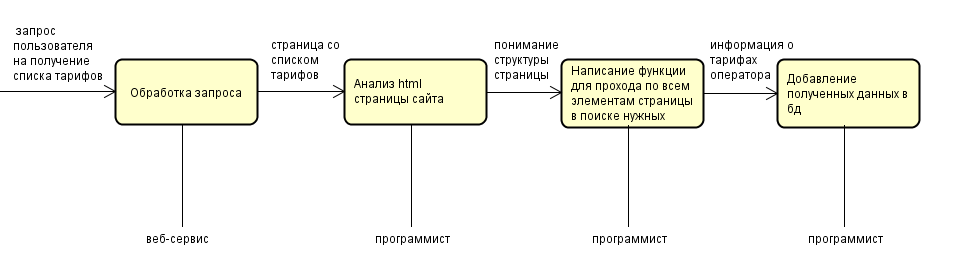 запрос
пользователя
на получение
списка тарифов
Обработка запроса
страница со
списком
тарифов
Анализ html
страницы сайта
понимание
структуры
страницы
Написание функции
для прохода по всем
элементам страницы
в поиске нужных
информация о
тарифах
оператора
Добавление
полученных данных в
бд
веб-сервис
программист
программист
программист